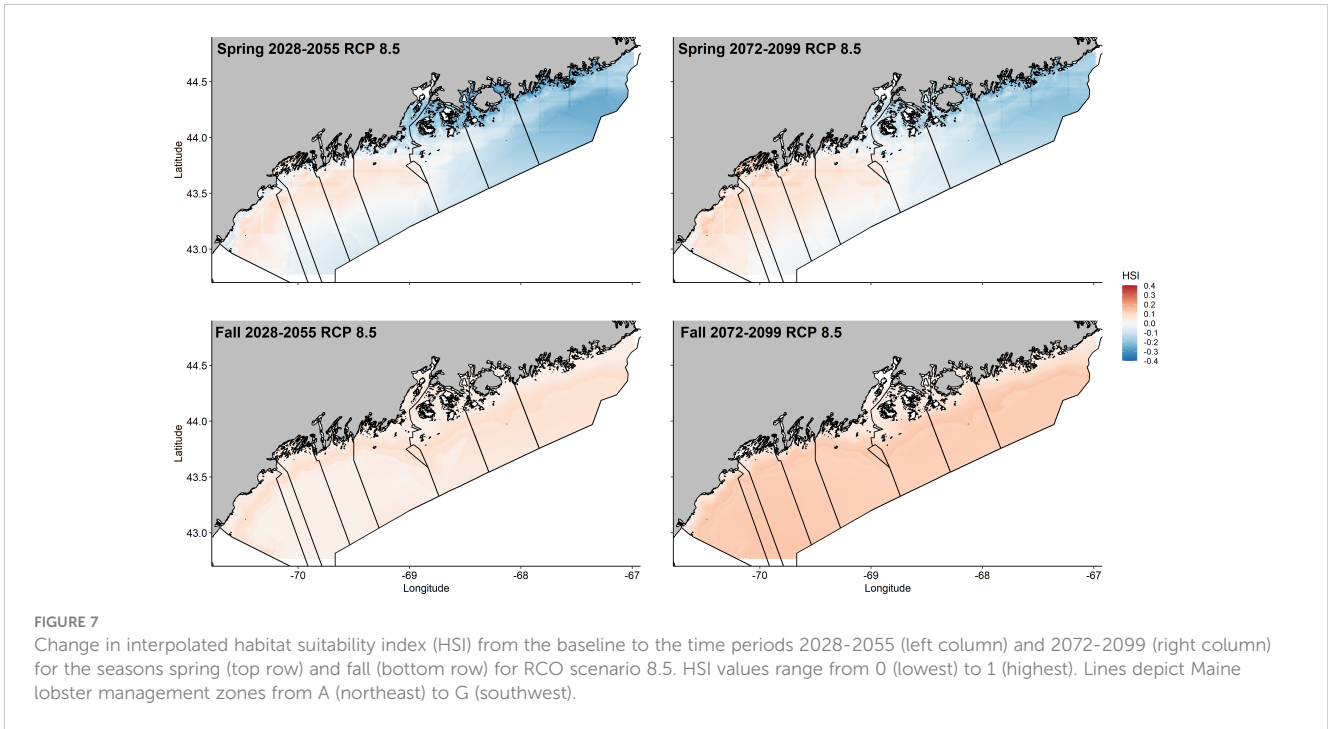 Spring 2028-2055 RCP 8.5
Spring 2072-2099 RCP 8.5
44.5
44.0
43.5
43.0
Latitude
HSI
0.4
0.3
0.2
0.1
0.0
-0.1
-0.2
-0.3
-0.4
Fall 2028-2055 RCP 8.5
Fall 2072-2099 RCP 8.5
44.5
44.0
43.5
43.0
Latitude
-70 -69 -68 -67
-70 -69 -68 -67
Longitude
Longitude
FIGURE 7
Change in interpolated habitat suitability index (HSI) from the baseline to the time periods 2028-2055 (left column) and 2072-2099 (right column)
for the seasons spring (top row) and fall (bottom row) for RCO scenario 8.5. HSI values range from 0 (lowest) to 1 (highest). Lines depict Maine
lobster management zones from A (northeast) to G (southwest).